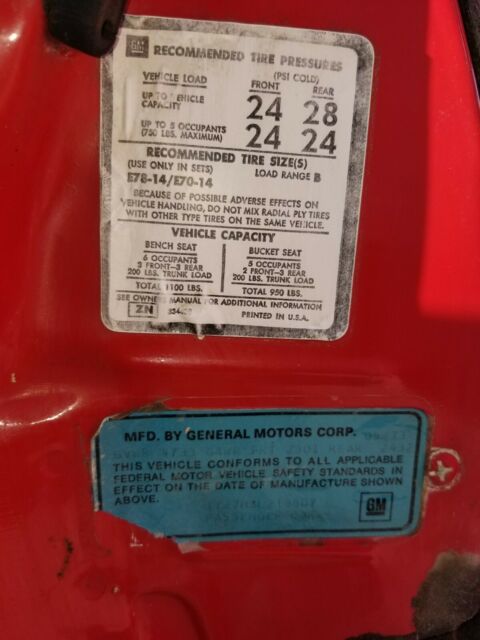 GM RECOMMENDED TIRE PRESSURES
VEHICLE LOAD (PSI COLD)
FRONT REAR
UP TO VEHICLE CAPACITY 24 28
UP TO 5 OCCUPANTS
(750 LBS. MAXIMUM) 24 24
RECOMMENDED TIRE SIZE(S)
(USE ONLY IN SETS) LOAD RANGE B
E78-14/E70-14
BECAUSE OF POSSIBLE ADVERSE EFFECTS ON
VEHICLE HANDLING, DO NOT MIX RADIAL PLY TIRES
WITH OTHER TYPE TIRES ON THE SAME VEHICLE.
VEHICLE CAPACITY
BENCH SEAT BUCKET SEAT
6 OCCUPANTS 5 OCCUPANTS
3 FRONT-3 REAR 2 FRONT-3 REAR
200 LBS. TRUNK LOAD 200 LBS. TRUNK LOAD
TOTAL 1100 LBS. TOTAL 950 LBS.
SEE OWNERS MANUAL FOR ADDITIONAL INFORMATION
ZN PRINTED IN U.S.A.
MFD. BY GENERAL MOTORS CORP.
THIS VEHICLE CONFORMS TO ALL APPLICABLE
FEDERAL MOTOR VEHICLE SAFETY STANDARDS IN
EFFECT ON THE DATE OF MANUFACTURE SHOWN
ABOVE.
GM